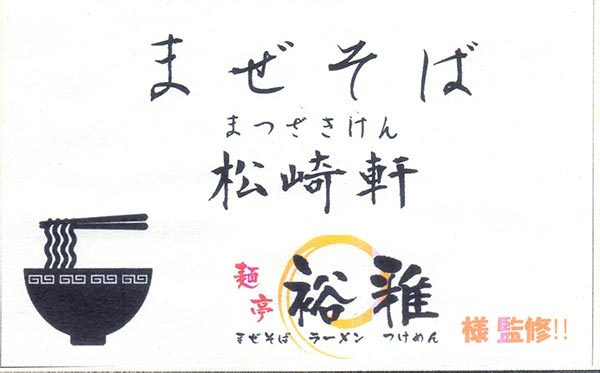 まぜそば
まつざきけん
松崎軒
麺亭 裕雅 様 監修!!
まぜそば ラーメン つけめん